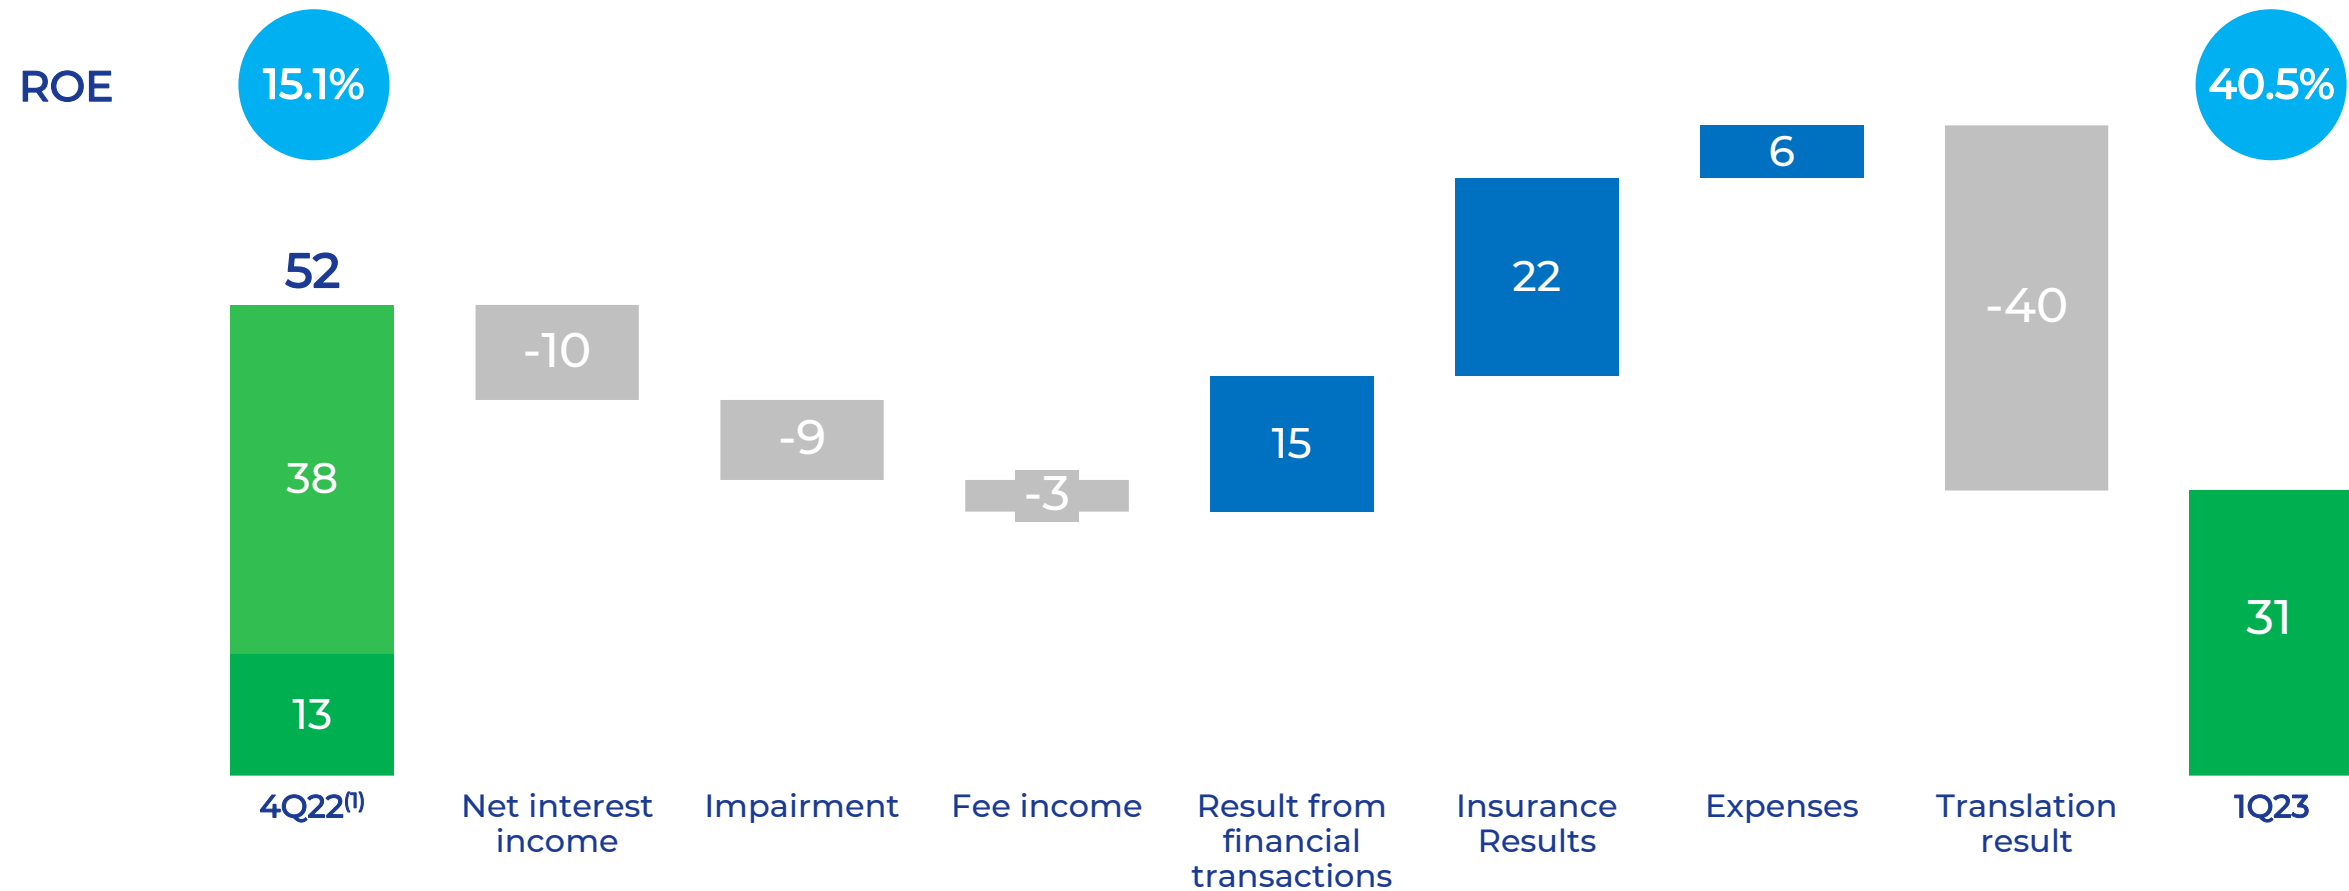 ROE
15.1%
40.5%
52
38
13
-10
-9
-3
15
22
6
-40
31
4Q22(1)
Net interest
income
Impairment
Fee income
Result from
financial
transactions
Insurance
Results
Expenses
Translation
result
1Q23